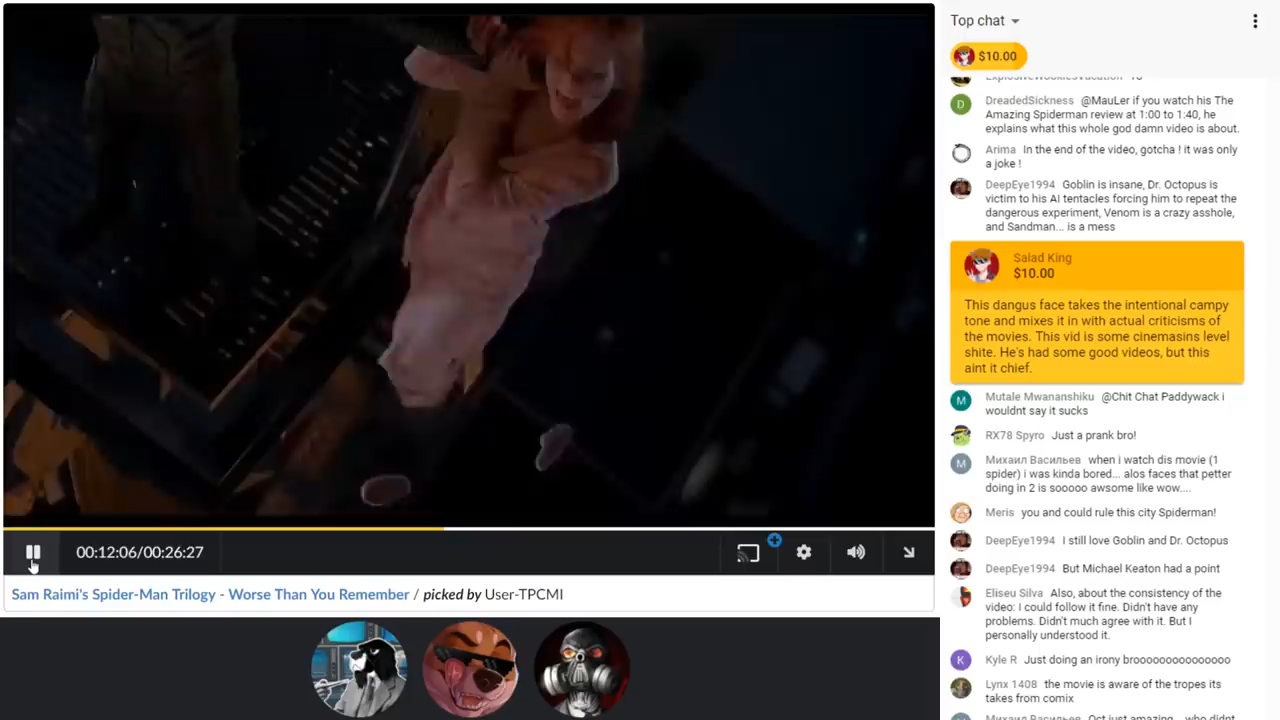 Top chat
$10.00
DreadedSickness @MauLer if you watch his The
Amazing Spiderman review at 1:00 to 1:40, he
explains what this whole god damn video is about.
Arima In the end of the video, gotcha ! it was only
a joke !
DeepEye1994 Goblin is insane, Dr. Octopus is
victim to his AI tentacles forcing him to repeat the
dangerous experiment, Venom is a crazy asshole,
and Sandman... is a mess
Salad King
$10.00
This dangus face takes the intentional campy
tone and mixes it in with actual criticisms of
the movies. This vid is some cinemasins level
shite. He's had some good videos, but this
aint it chief.
Mutale Mwananshiku @Chit Chat Paddywack i
wouldnt say it sucks
RX78 Spyro Just a prank bro!
Михаил Васильев when i watch dis movie (1
spider) i was kinda bored... alos faces that petter
doing in 2 is sooooo awsome like wow....
Meris you and could rule this city Spiderman!
DeepEye1994 I still love Goblin and Dr. Octopus
DeepEye1994 But Michael Keaton had a point
Eliseu Silva Also, about the consistency of the
video: I could follow it fine. Didn't have any
problems. Didn't much agree with it. But I
personally understood it.
Kyle R Just doing an irony brooooooooooooooo
Lynx 1408 the movie is aware of the tropes its
takes from comix
00:12:06/00:26:27
Sam Raimi's Spider-Man Trilogy - Worse Than You Remember / picked by User-TPCMI